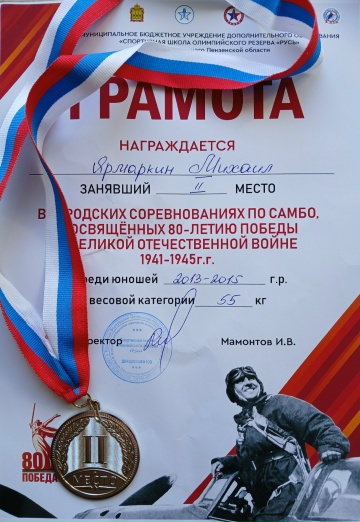 МУНИЦИПАЛЬНОЕ БЮДЖЕТНОЕ УЧРЕЖДЕНИЕ ДОПОЛНИТЕЛЬНОГО ОБРАЗОВАНИЯ
«СПОРТИВНАЯ ШКОЛА ОЛИМПИЙСКОГО РЕЗЕРВА «РУСЬ»
Пензенской области
ГРАМОТА
НАГРАЖДАЕТСЯ
Ярмаркин Михаил
ЗАНЯВШИЙ II МЕСТО
В ГОРОДСКИХ СОРЕВНОВАНИЯХ ПО САМБО,
ПОСВЯЩЁННЫХ 80-ЛЕТИЮ ПОБЕДЫ
ВЕЛИКОЙ ОТЕЧЕСТВЕННОЙ ВОЙНЕ
1941-1945г.г.
среди юношей 2013-2015 г.р.
весовой категории 55 кг
директор Мамонтов И.В.
II
МЕСТО
80
ПОБЕДА